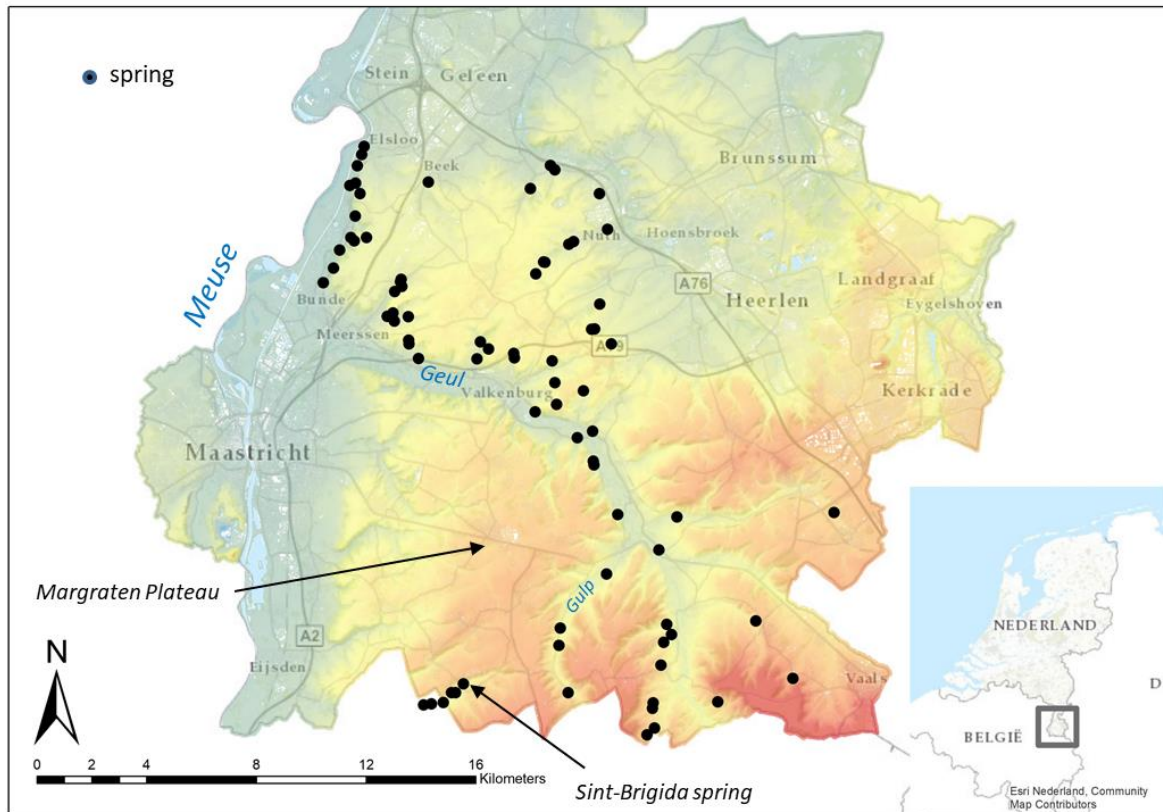 spring
Stein
Geleen
Elsloo
Beek
Brunssum
Meuse
Nuth
Hoensbroek
Landgraaf
A76
Eygelshoven
Bunde
Heerlen
Meerssen
A79
Geul
Valkenburg
Kerkrade
Maastricht
Margraten Plateau
Gulp
NEDERLAND
N
A2
Eijsden
Vaals
D
BELGIË
0 2 4 8 12 16
Kilometers
Sint-Brigida spring
Esri Nederland, Community
Map Contributors